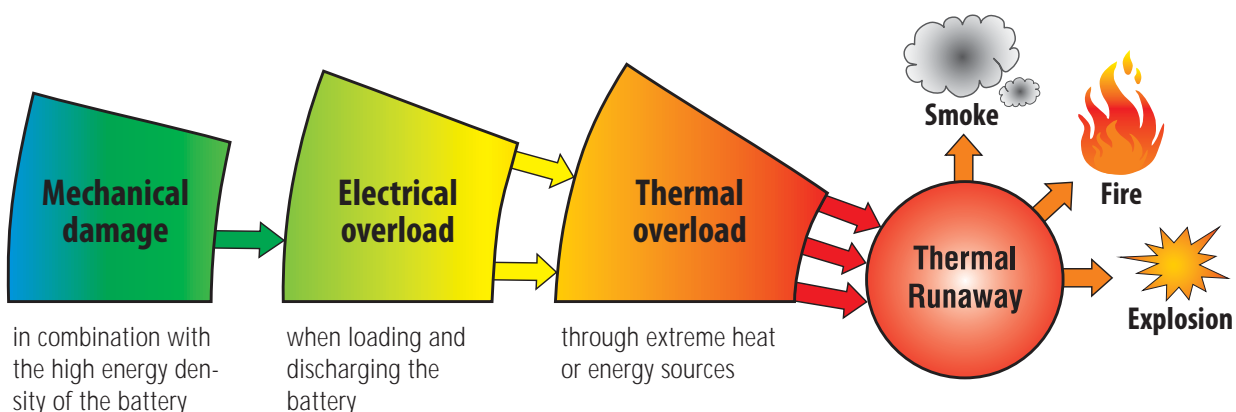 Mechanical
damage
in combination with
the high energy den-
sity of the battery
Electrical
overload
when loading and
discharging the
battery
Thermal
overload
through extreme heat
or energy sources
Thermal
Runaway
Smoke
Fire
Explosion